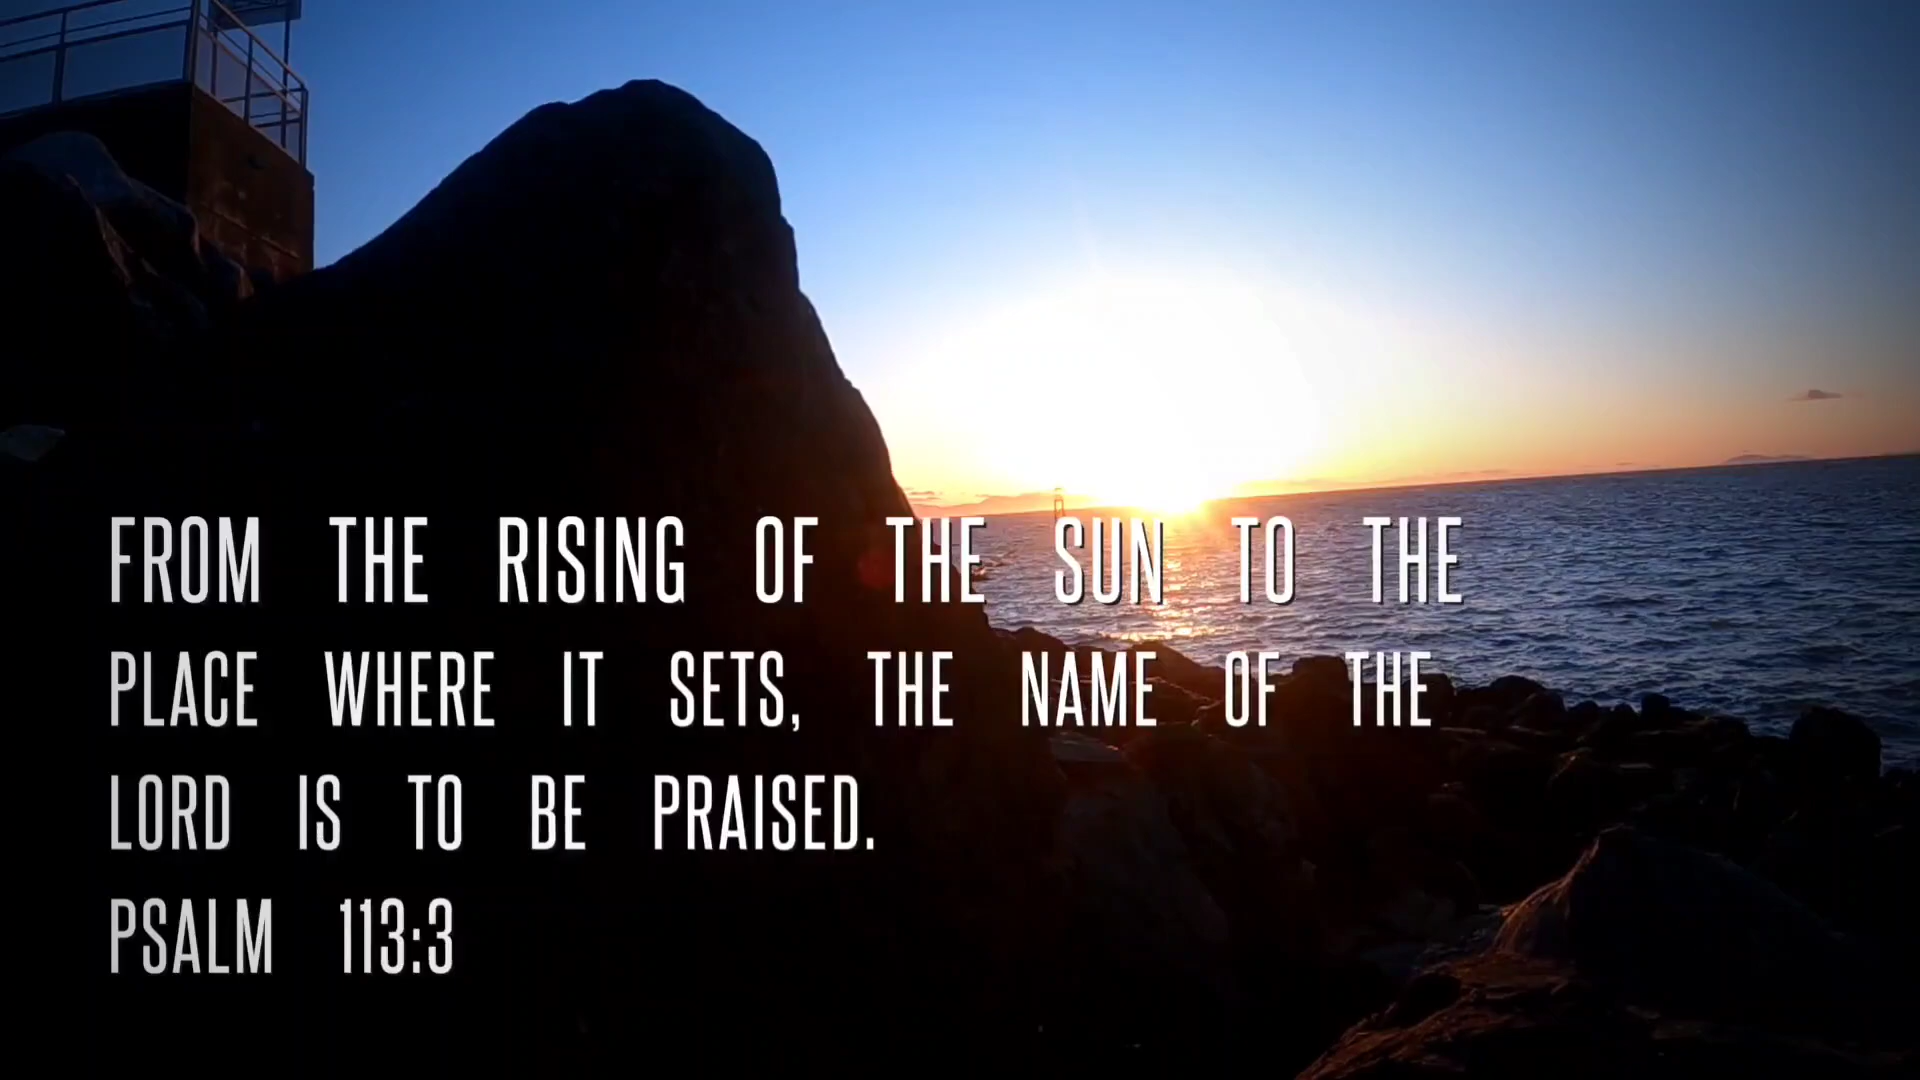 FROM THE RISING OF THE SUN TO THE
PLACE WHERE IT SETS, THE NAME OF THE
LORD IS TO BE PRAISED.
PSALM 113:3